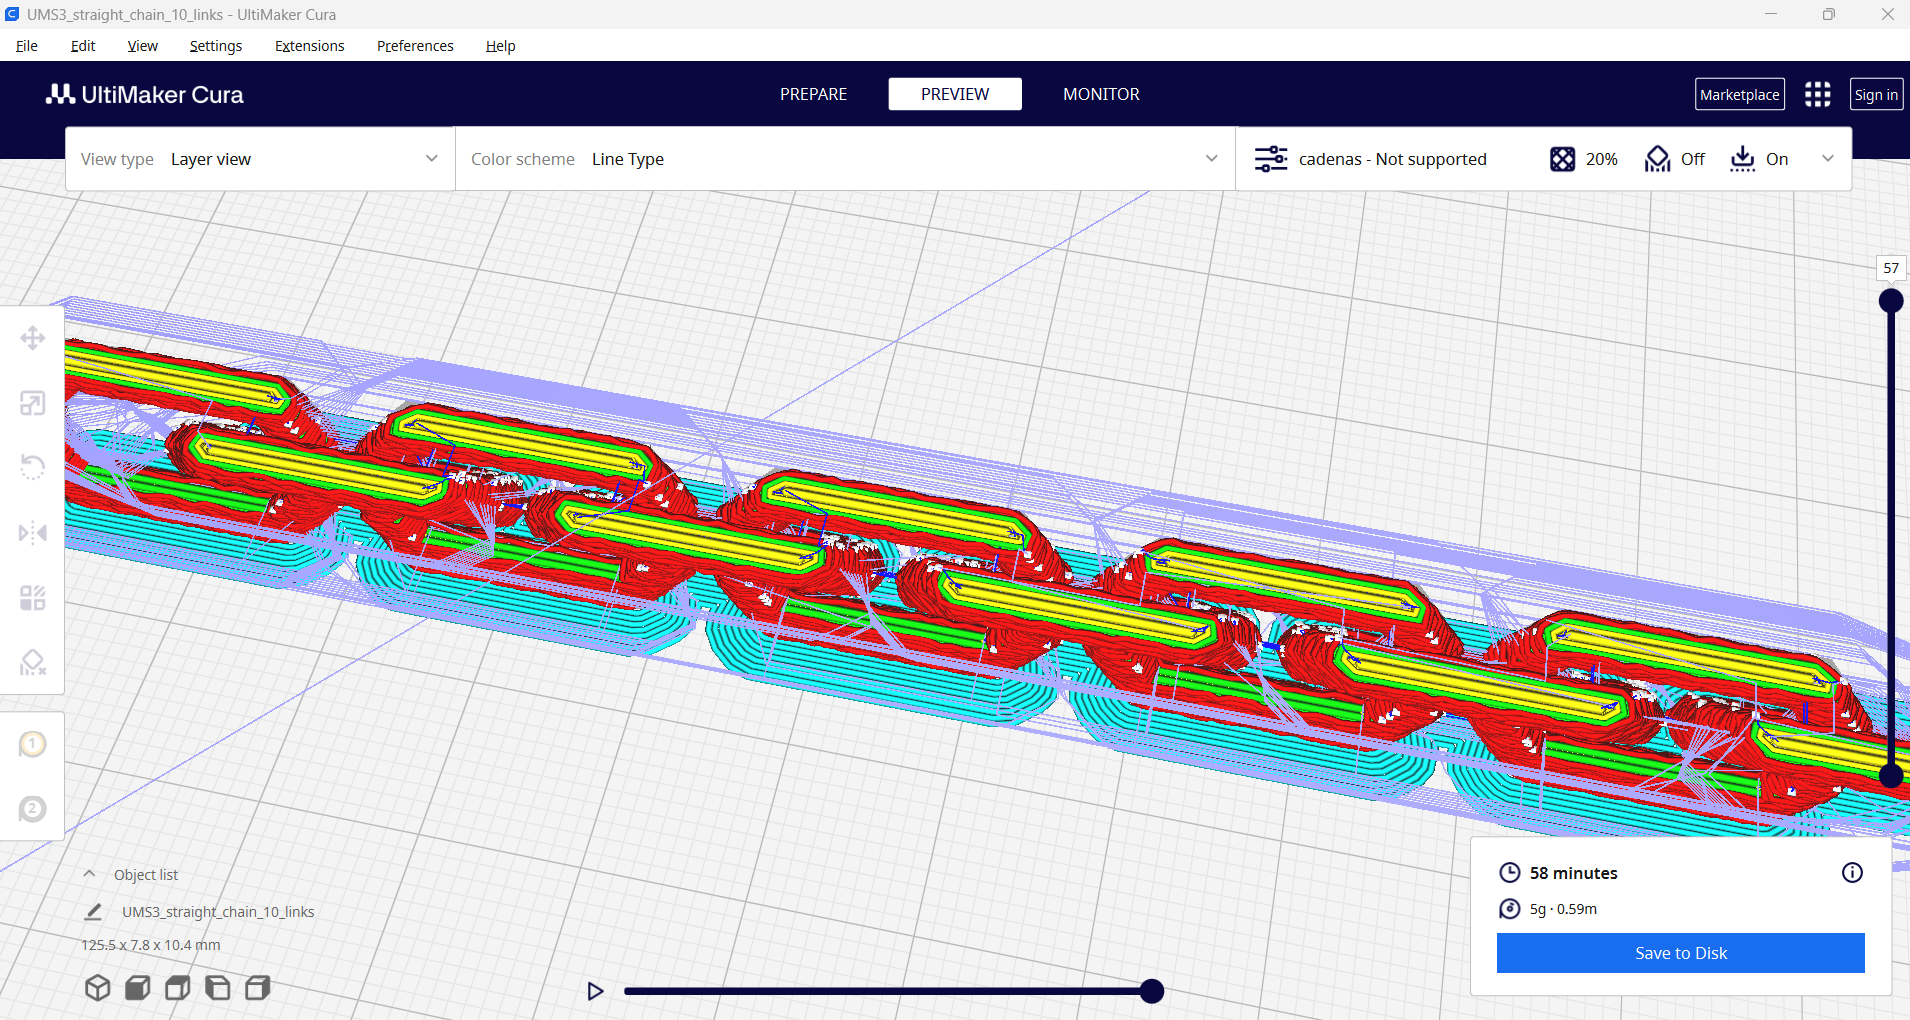 UMS3_straight_chain_10_links - UltiMaker Cura
File Edit View Settings Extensions Preferences Help
UltiMaker Cura PREPARE PREVIEW MONITOR Marketplace Sign in
View type Layer view Color scheme Line Type cadenas - Not supported 20% Off On
57
1
2
Object list
UMS3_straight_chain_10_links
125.5 x 7.8 x 10.4 mm
58 minutes
5g · 0.59m
Save to Disk